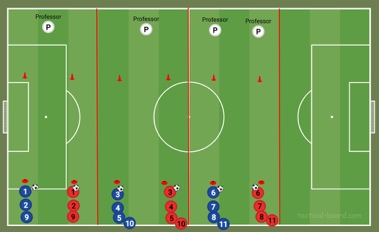 Professor
Professor
Professor
Professor
P
P
P
P
1 1 3 3 6 6
2 2 4 4 7 7
9 9 5 10 5 10 8 11 8 11
tactical-board.com